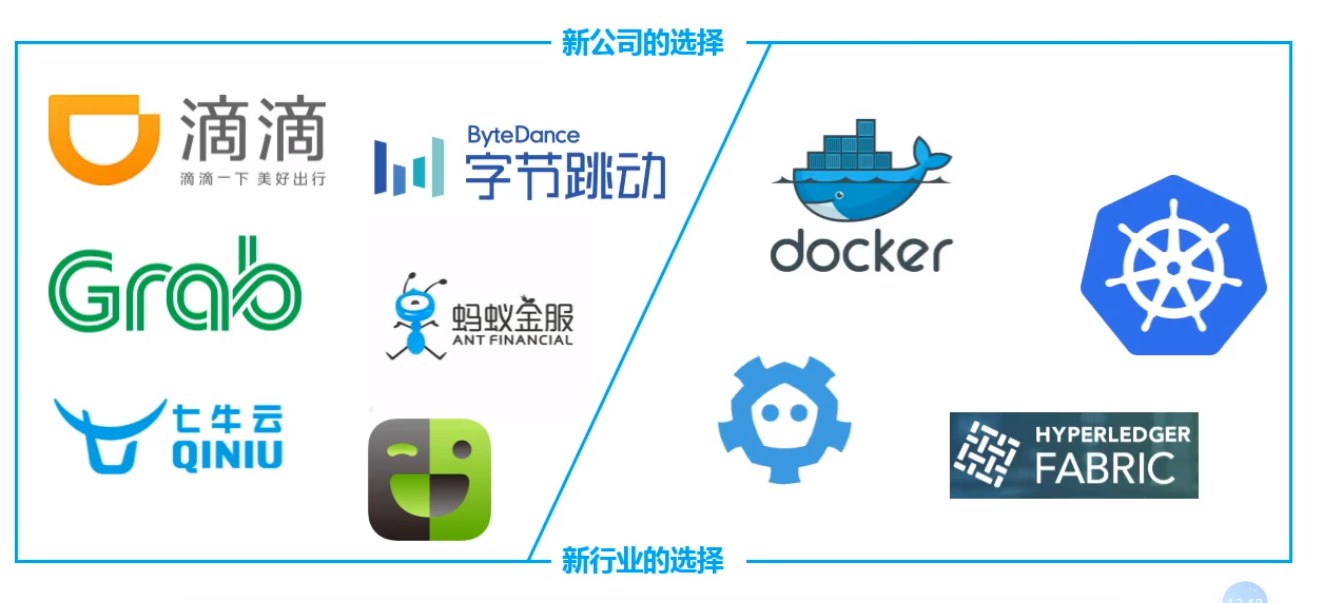 新公司的选择
滴滴
滴滴一下 美好出行
ByteDance
字节跳动
Grab
蚂蚁金服
ANT FINANCIAL
七牛云
QINIU
docker
HYPERLEDGER
FABRIC
新行业的选择